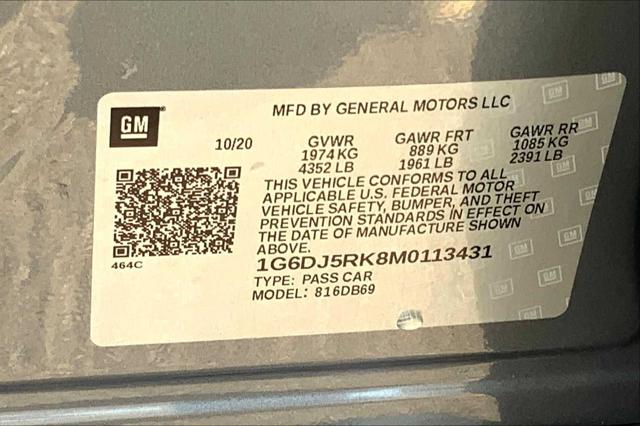 GM
MFD BY GENERAL MOTORS LLC
10/20 GVWR GAWR FRT GAWR RR
1974 KG 889 KG 1085 KG
4352 LB 1961 LB 2391 LB
THIS VEHICLE CONFORMS TO ALL
APPLICABLE U.S. FEDERAL MOTOR
VEHICLE SAFETY, BUMPER, AND THEFT
PREVENTION STANDARDS IN EFFECT ON
THE DATE OF MANUFACTURE SHOWN
ABOVE.
464C
1G6DJ5RK8M0113431
TYPE: PASS CAR
MODEL: 816DB69